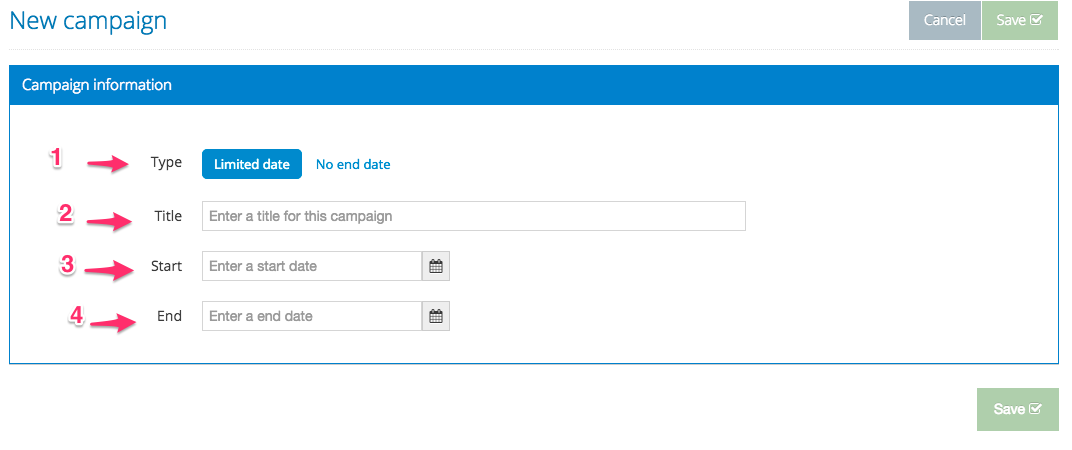 New campaign
Cancel Save
Campaign information
1 Type Limited date No end date
2 Title Enter a title for this campaign
3 Start Enter a start date
4 End Enter a end date
Save